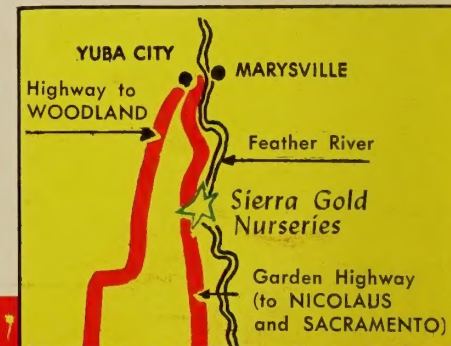 YUBA CITY
MARYSVILLE
Highway to
WOODLAND
Feather River
Sierra Gold
Nurseries
Garden Highway
(to NICOLAUS
and SACRAMENTO)